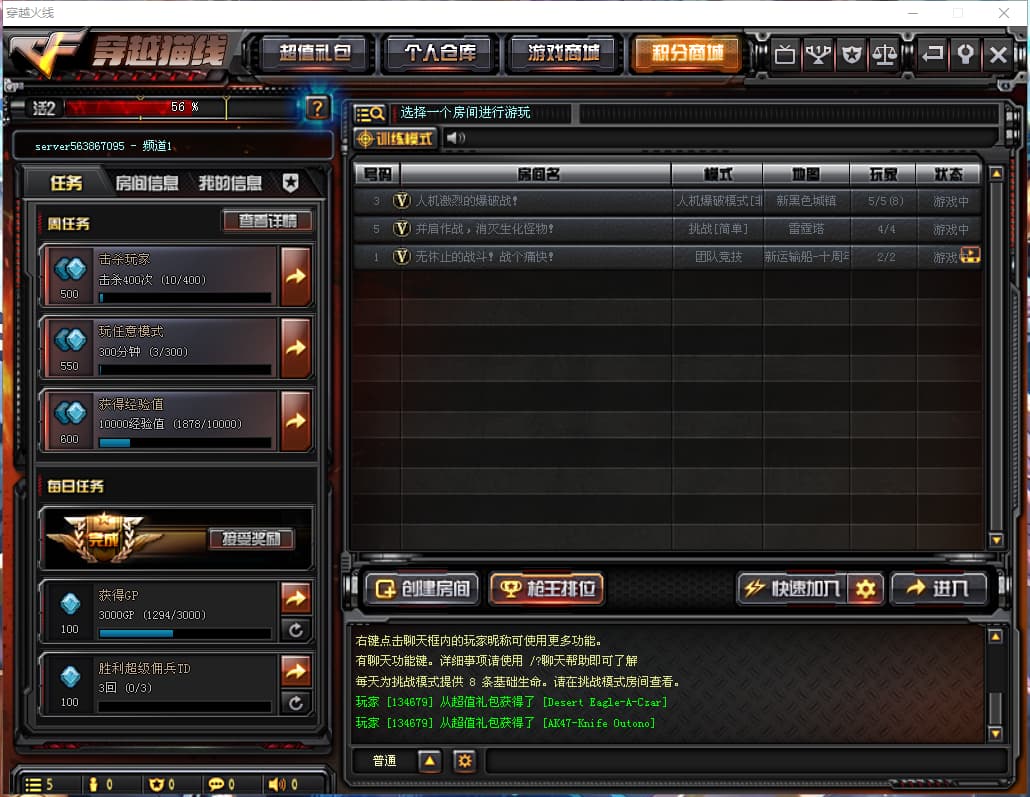 穿越火线
CF 穿越猫线
超值礼包
个人仓库
游戏商城
积分商城
活2
56 %
?
选择一个房间进行游玩
训练模式
server563867095 - 频道1
任务
房间信息
我的信息
周任务
查看详情
击杀玩家
击杀400次 (10/400)
500
玩任意模式
300分钟 (3/300)
550
获得经验值
10000经验值 (1878/10000)
600
每日任务
完成
接受奖励
获得GP
3000GP (1294/3000)
100
胜利超级佣兵TD
3回 (0/3)
100
5
0
0
0
0
号码 房间名 模式 地图 玩家 状态
3 V 人机激烈的爆破战! 人机爆破模式[非 新黑色城镇 5/5(8) 游戏中
5 V 并肩作战,消灭生化怪物! 挑战[简单] 雷霆塔 4/4 游戏中
1 V 无休止的战斗! 战个痛快! 团队竞技 新运输船-十周年 2/2 游戏
创建房间
枪王排位
快速加入
进入
右键点击聊天框内的玩家昵称可使用更多功能。
有聊天功能键。详细事项请使用 /?聊天帮助即可了解
每天为挑战模式提供 8 条基础生命。请在挑战模式房间查看。
玩家 [134679] 从超值礼包获得了 [Desert Eagle-A-Czar]
玩家 [134679] 从超值礼包获得了 [AK47-Knife Outono]
普通